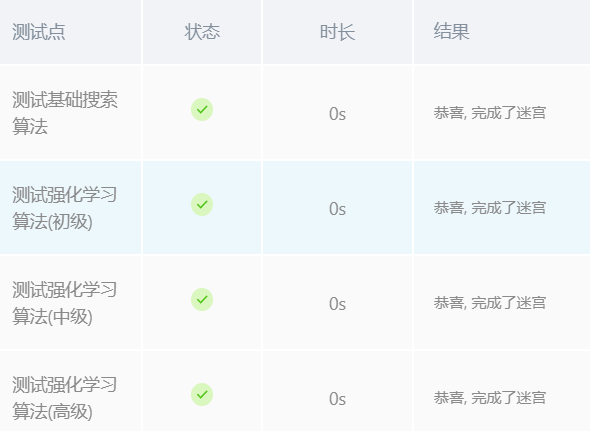 测试点 状态 时长 结果
测试基础搜索
算法 0s 恭喜, 完成了迷宫
测试强化学习
算法(初级) 0s 恭喜, 完成了迷宫
测试强化学习
算法(中级) 0s 恭喜, 完成了迷宫
测试强化学习
算法(高级) 0s 恭喜, 完成了迷宫